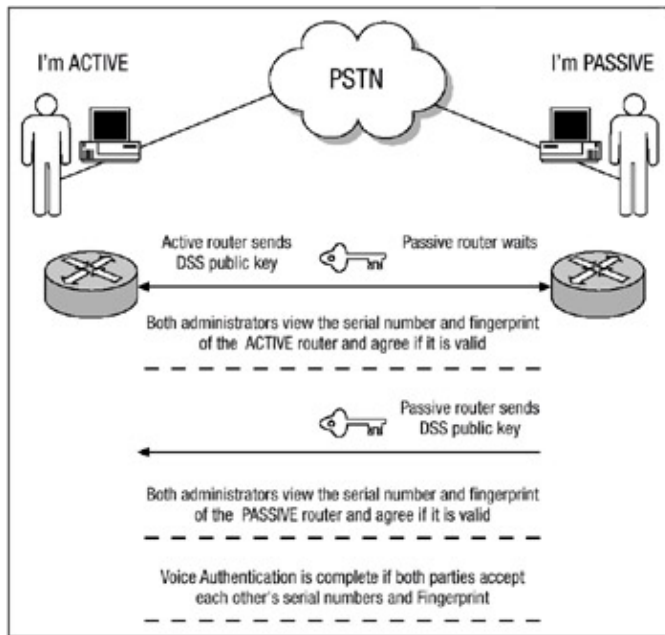 I'm ACTIVE
PSTN
I'm PASSIVE
Active router sends
DSS public key
Passive router waits
Both administrators view the serial number and fingerprint
of the ACTIVE router and agree if it is valid
Passive router sends
DSS public key
Both administrators view the serial number and fingerprint
of the PASSIVE router and agree if it is valid
Voice Authentication is complete if both parties accept
each other's serial numbers and Fingerprint